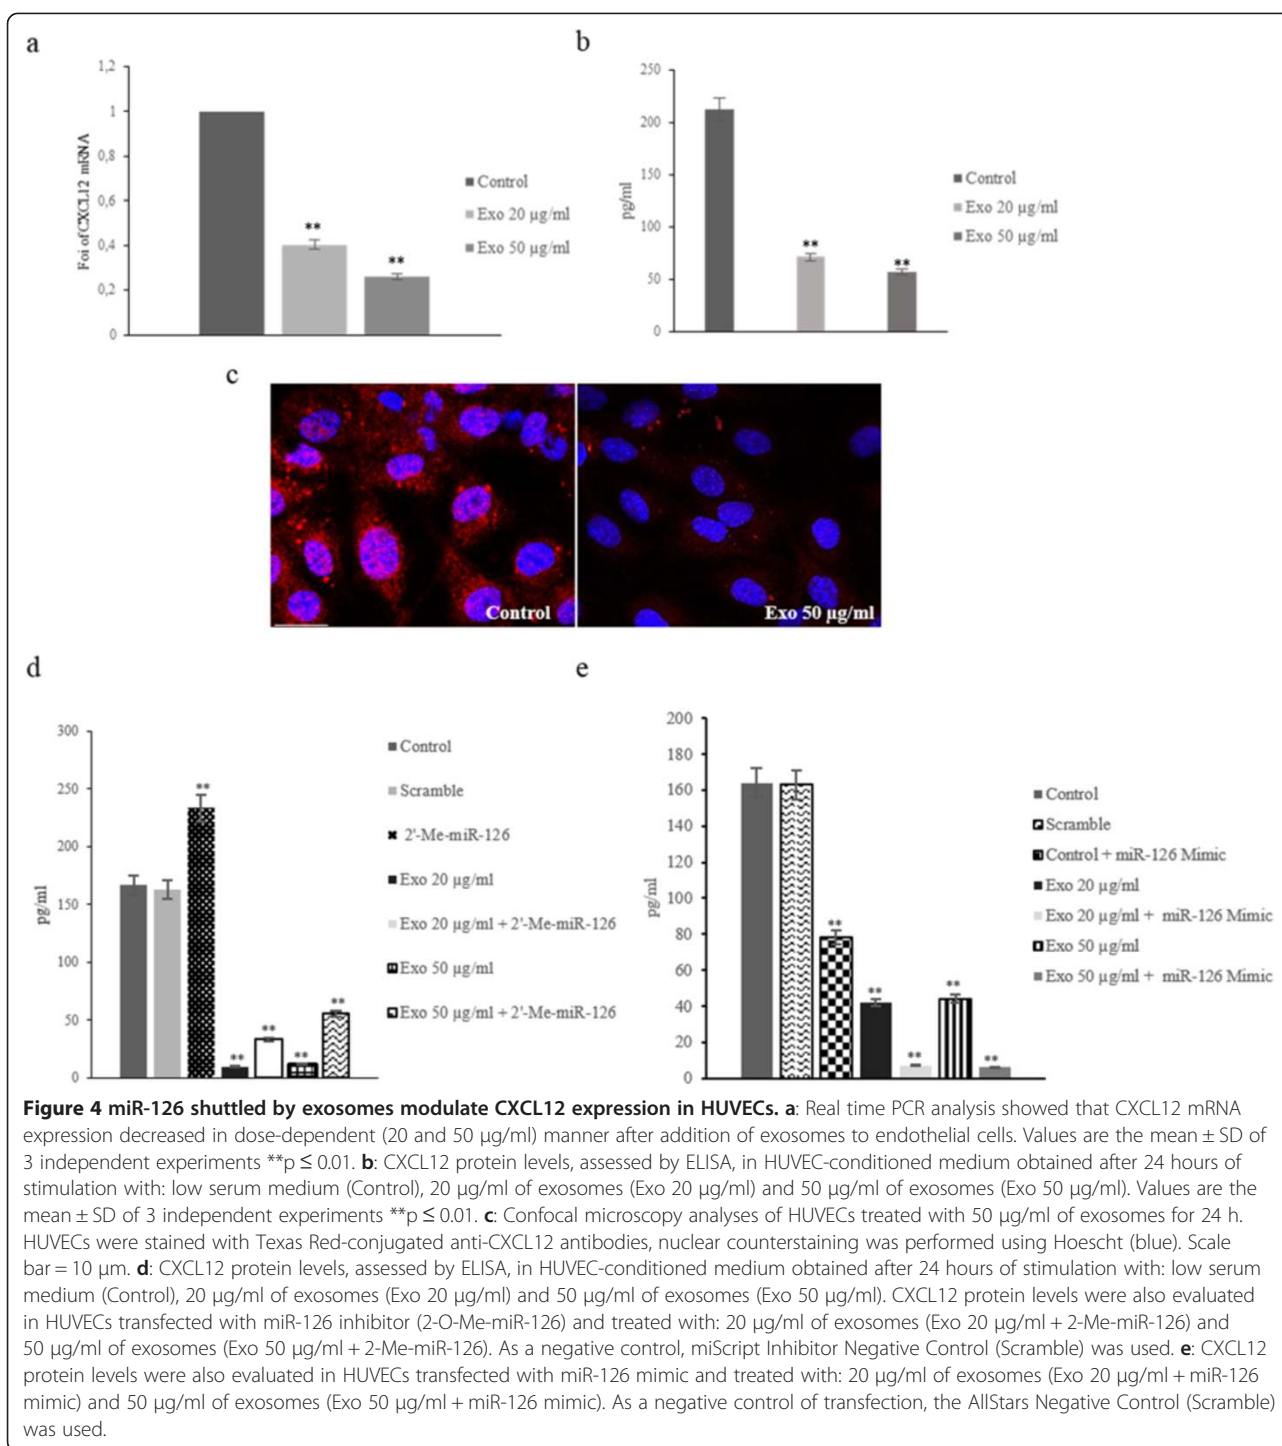 a
1,2
1
0,8
0,6
0,4
0,2
0
Foi of CXCL12 mRNA
**
**
Control
Exo 20 µg/ml
Exo 50 µg/ml
b
250
200
150
100
50
0
pg/ml
**
**
Control
Exo 20 µg/ml
Exo 50 µg/ml
c
Control
Exo 50 µg/ml
d
300
250
200
150
100
50
0
pg/ml
**
**
**
**
**
Control
Scramble
2'-Me-miR-126
Exo 20 µg/ml
Exo 20 µg/ml + 2'-Me-miR-126
Exo 50 µg/ml
Exo 50 µg/ml + 2'-Me-miR-126
e
200
180
160
140
120
100
80
60
40
20
0
pg/ml
**
**
**
**
**
Control
Scramble
Control + miR-126 Mimic
Exo 20 µg/ml
Exo 20 µg/ml + miR-126 Mimic
Exo 50 µg/ml
Exo 50 µg/ml + miR-126 Mimic
Figure 4 miR-126 shuttled by exosomes modulate CXCL12 expression in HUVECs. a: Real time PCR analysis showed that CXCL12 mRNA
expression decreased in dose-dependent (20 and 50 µg/ml) manner after addition of exosomes to endothelial cells. Values are the mean ± SD of
3 independent experiments **p ≤ 0.01. b: CXCL12 protein levels, assessed by ELISA, in HUVEC-conditioned medium obtained after 24 hours of
stimulation with: low serum medium (Control), 20 µg/ml of exosomes (Exo 20 µg/ml) and 50 µg/ml of exosomes (Exo 50 µg/ml). Values are the
mean ± SD of 3 independent experiments **p ≤ 0.01. c: Confocal microscopy analyses of HUVECs treated with 50 µg/ml of exosomes for 24 h.
HUVECs were stained with Texas Red-conjugated anti-CXCL12 antibodies, nuclear counterstaining was performed using Hoescht (blue). Scale
bar = 10 µm. d: CXCL12 protein levels, assessed by ELISA, in HUVEC-conditioned medium obtained after 24 hours of stimulation with: low serum
medium (Control), 20 µg/ml of exosomes (Exo 20 µg/ml) and 50 µg/ml of exosomes (Exo 50 µg/ml). CXCL12 protein levels were also evaluated
in HUVECs transfected with miR-126 inhibitor (2-O-Me-miR-126) and treated with: 20 µg/ml of exosomes (Exo 20 µg/ml + 2-Me-miR-126) and
50 µg/ml of exosomes (Exo 50 µg/ml + 2-Me-miR-126). As a negative control, miScript Inhibitor Negative Control (Scramble) was used. e: CXCL12
protein levels were also evaluated in HUVECs transfected with miR-126 mimic and treated with: 20 µg/ml of exosomes (Exo 20 µg/ml + miR-126
mimic) and 50 µg/ml of exosomes (Exo 50 µg/ml + miR-126 mimic). As a negative control of transfection, the AllStars Negative Control (Scramble)
was used.